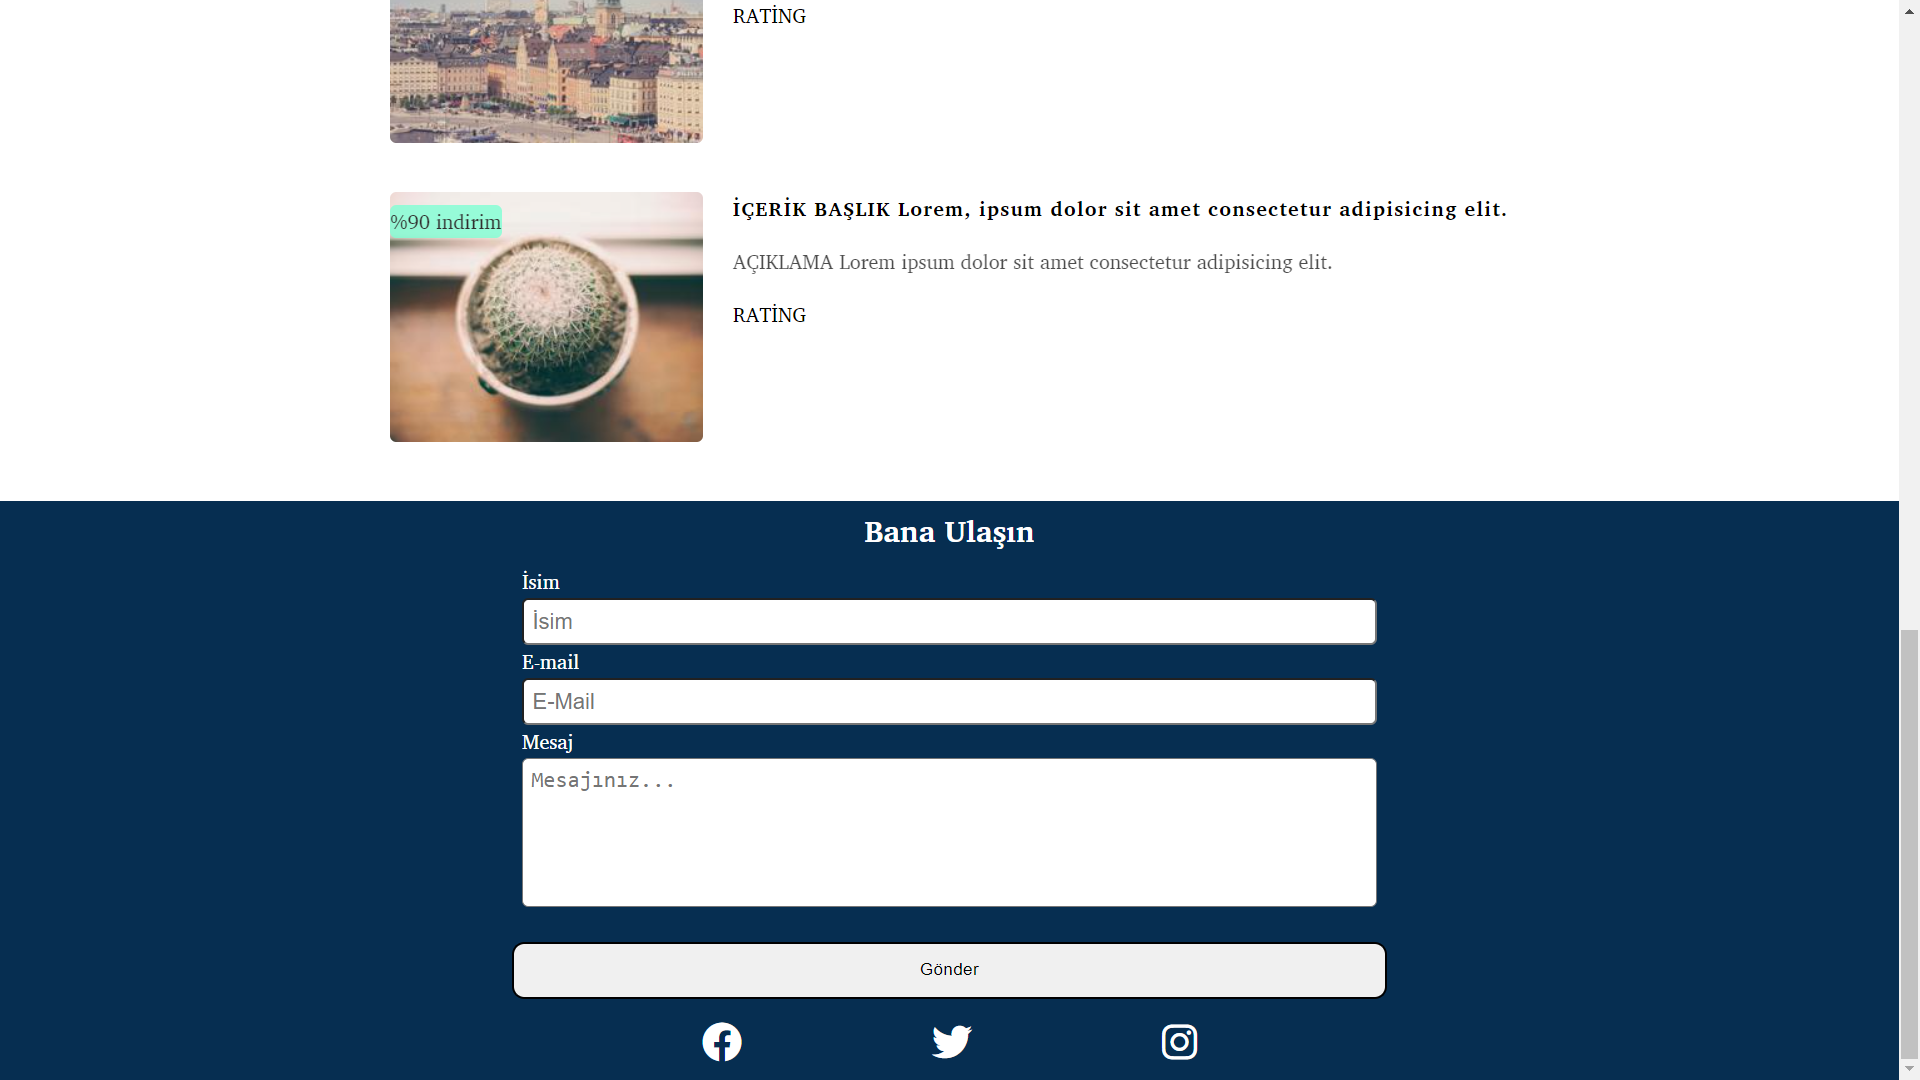 RATİNG
%90 indirim
İÇERİK BAŞLIK Lorem, ipsum dolor sit amet consectetur adipisicing elit.
AÇIKLAMA Lorem ipsum dolor sit amet consectetur adipisicing elit.
RATİNG
Bana Ulaşın
İsim
İsim
E-mail
E-Mail
Mesaj
Mesajınız...
Gönder